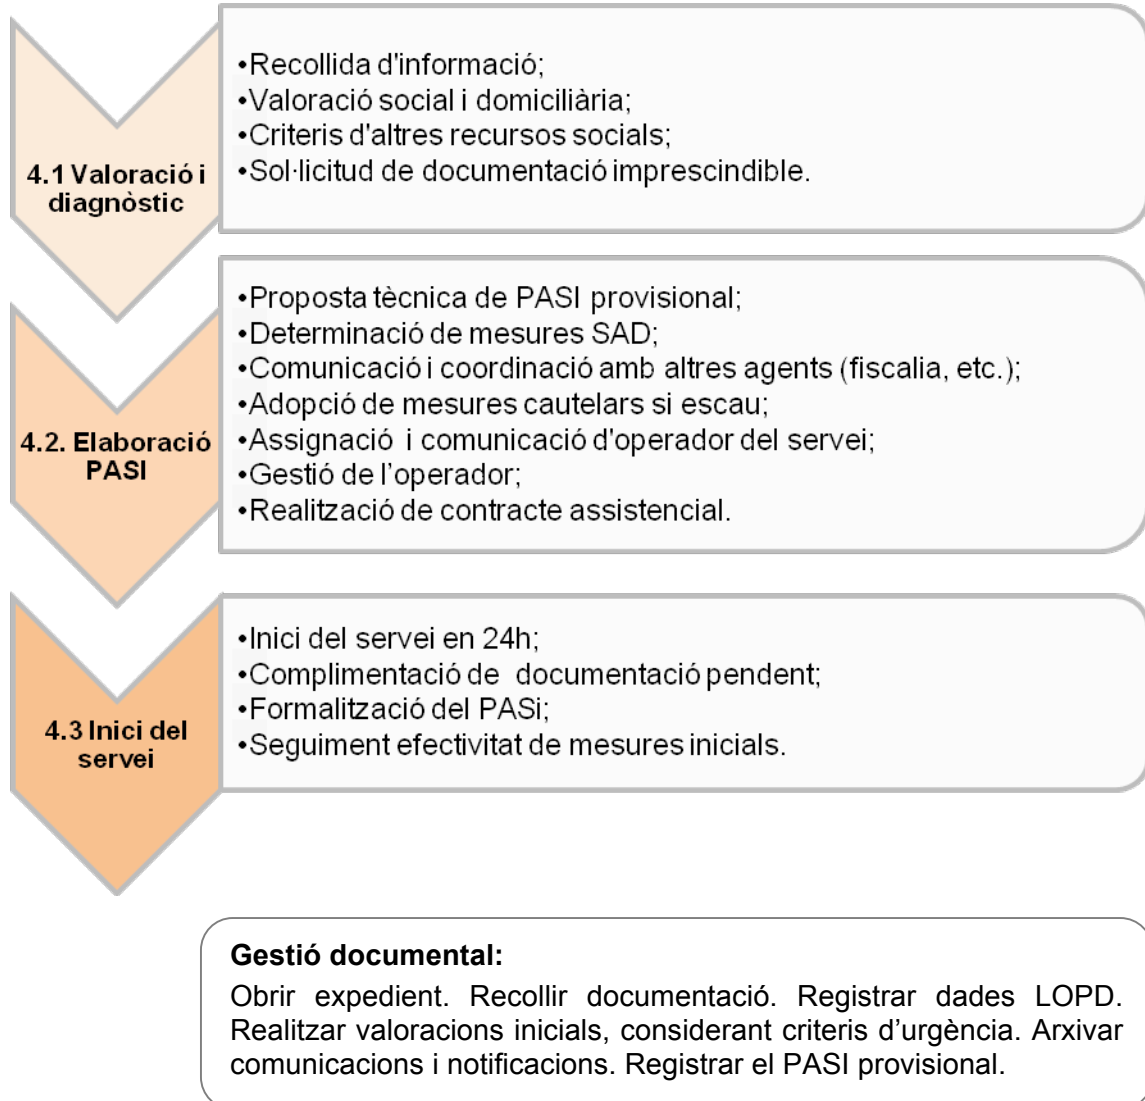 4.1 Valoració i
diagnòstic
•Recollida d'informació;
•Valoració social i domiciliària;
•Criteris d'altres recursos socials;
•Sol·licitud de documentació imprescindible.
4.2. Elaboració
PASI
•Proposta tècnica de PASI provisional;
•Determinació de mesures SAD;
•Comunicació i coordinació amb altres agents (fiscalia, etc.);
•Adopció de mesures cautelars si escau;
•Assignació i comunicació d'operador del servei;
•Gestió de l'operador;
•Realització de contracte assistencial.
4.3 Inici del
servei
•Inici del servei en 24h;
•Complimentació de documentació pendent;
•Formalització del PASi;
•Seguiment efectivitat de mesures inicials.
Gestió documental:
Obrir expedient. Recollir documentació. Registrar dades LOPD.
Realitzar valoracions inicials, considerant criteris d'urgència. Arxivar
comunicacions i notificacions. Registrar el PASI provisional.